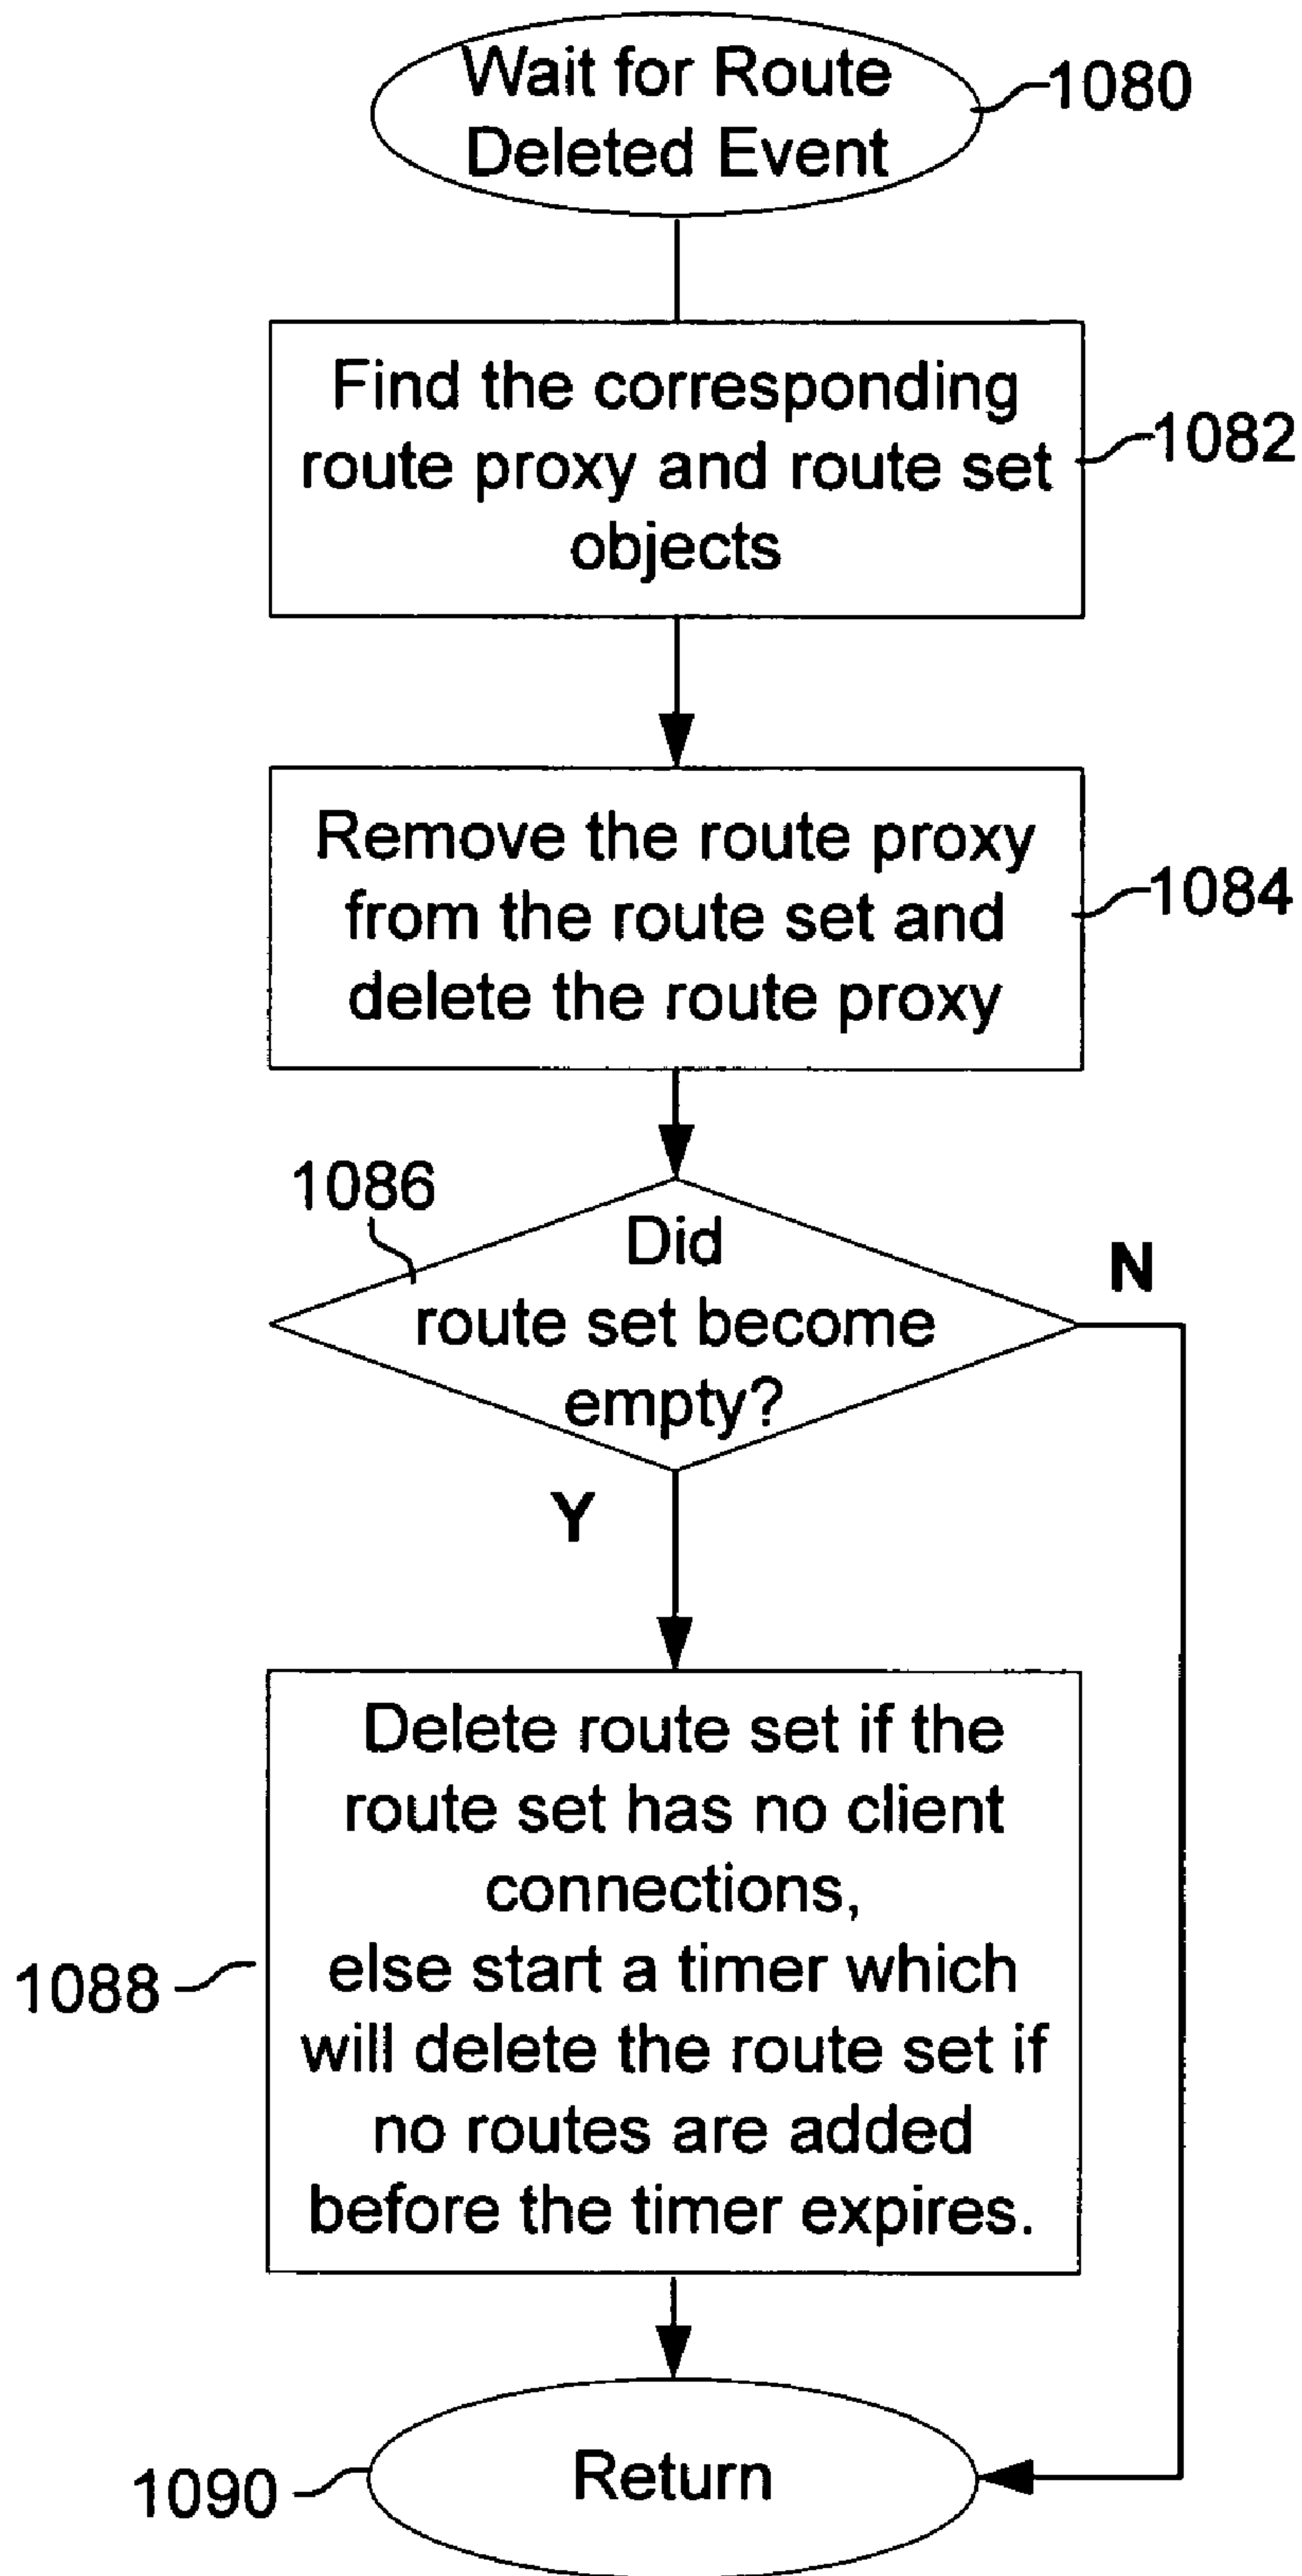 Wait for Route
Deleted Event
1080
Find the corresponding
route proxy and route set
objects
1082
Remove the route proxy
from the route set and
delete the route proxy
1084
1086
Did
route set become
empty?
N
Y
Delete route set if the
route set has no client
connections,
else start a timer which
will delete the route set if
no routes are added
before the timer expires.
1088
Return
1090